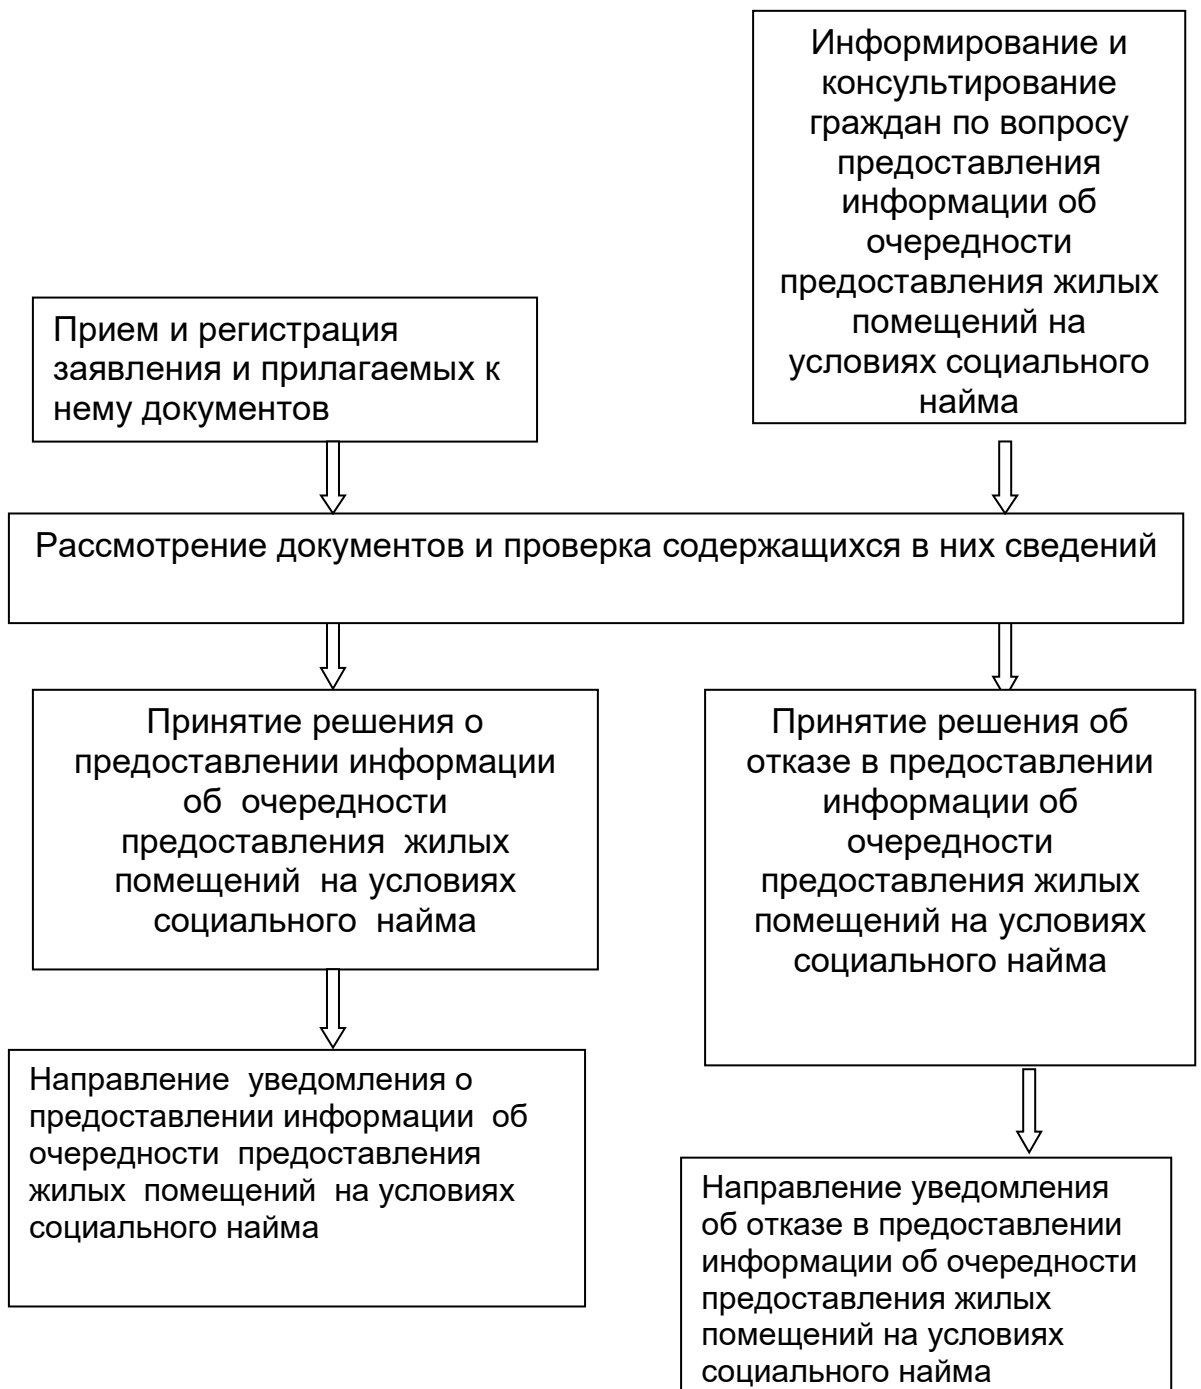 Информирование и
консультирование
граждан по вопросу
предоставления
информации об
очередности
предоставления жилых
помещений на
условиях социального
найма
Прием и регистрация
заявления и прилагаемых к
нему документов
Рассмотрение документов и проверка содержащихся в них сведений
Принятие решения о
предоставлении информации
об очередности
предоставления жилых
помещений на условиях
социального найма
Принятие решения об
отказе в предоставлении
информации об
очередности
предоставления жилых
помещений на условиях
социального найма
Направление уведомления о
предоставлении информации об
очередности предоставления
жилых помещений на условиях
социального найма
Направление уведомления
об отказе в предоставлении
информации об очередности
предоставления жилых
помещений на условиях
социального найма